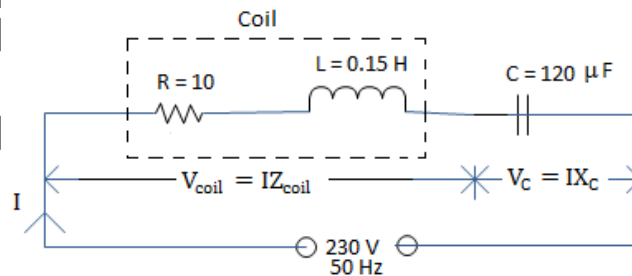 Coil
R = 10
L = 0.15 H
C = 120 μF
V_coil = IZ_coil
V_C = IX_C
I
230 V
50 Hz